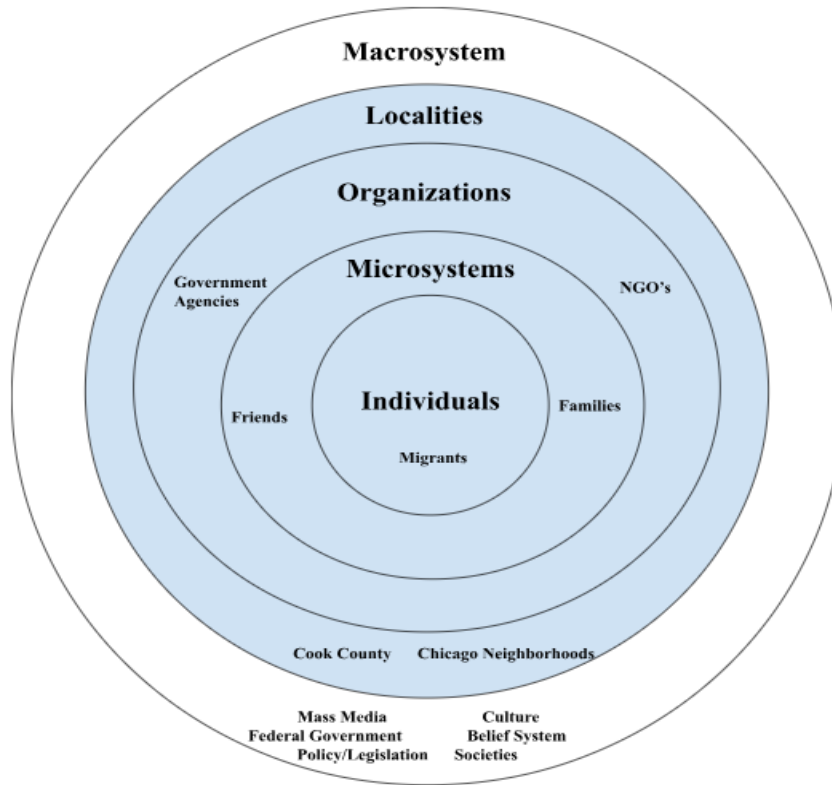 Macrosystem
Localities
Organizations
Microsystems
Government
Agencies
NGO's
Individuals
Friends
Families
Migrants
Cook County Chicago Neighborhoods
Mass Media Culture
Federal Government Belief System
Policy/Legislation Societies